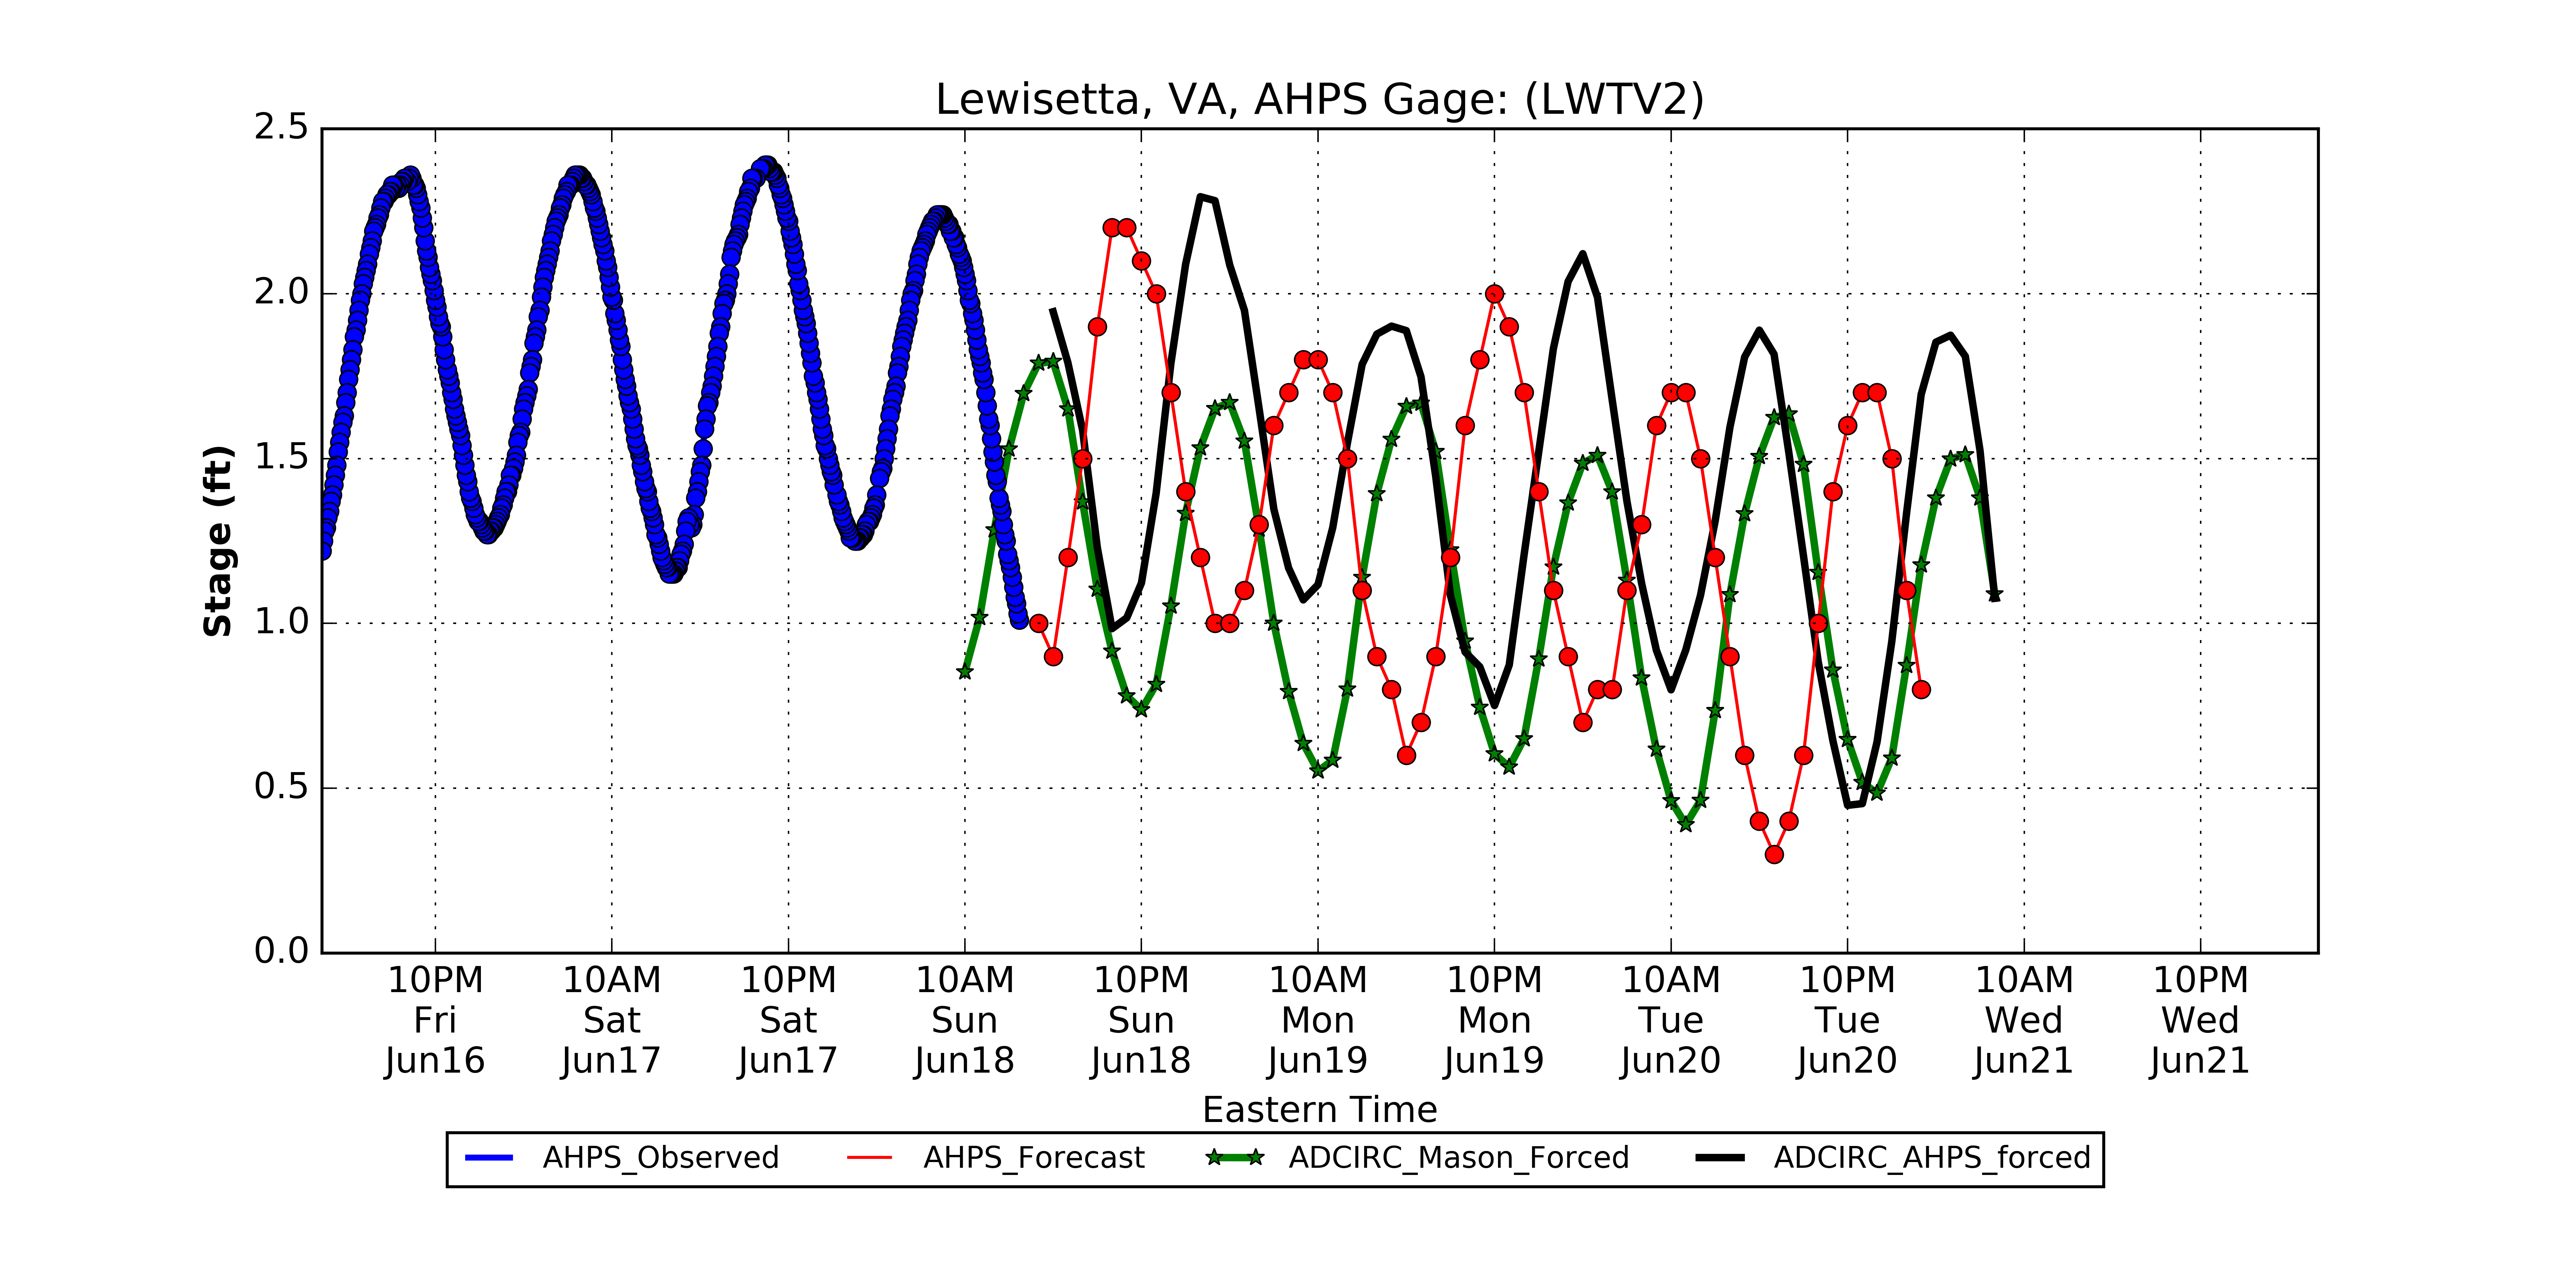 Lewisetta, VA, AHPS Gage: (LWTV2)
2.5
2.0
1.5
1.0
0.5
0.0
Stage (ft)
10PM 10AM 10PM 10AM 10PM 10AM 10PM 10AM 10PM 10AM 10PM
Fri Sat Sat Sun Sun Mon Mon Tue Tue Wed Wed
Jun16 Jun17 Jun17 Jun18 Jun18 Jun19 Jun19 Jun20 Jun20 Jun21 Jun21
Eastern Time
AHPS_Observed AHPS_Forecast ADCIRC_Mason_Forced ADCIRC_AHPS_forced